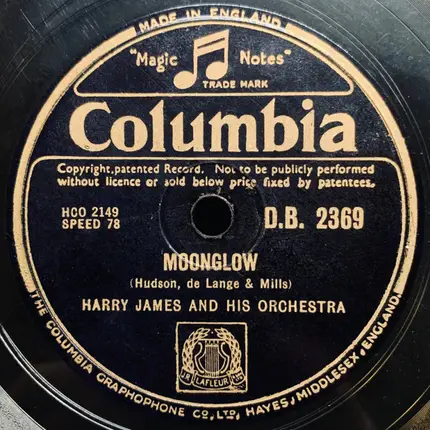 MADE IN ENGLAND
"Magic Notes"
TRADE MARK
Columbia
Copyright,patented Record. Not to be publicly performed
without licence or sold below price fixed by patentees.
HCO 2149
SPEED 78
D.B. 2369
MOONGLOW
(Hudson, de Lange & Mills)
HARRY JAMES AND HIS ORCHESTRA
LAFLEUR
THE COLUMBIA GRAPHOPHONE CO,LTD, HAYES, MIDDLESEX, ENGLAND.